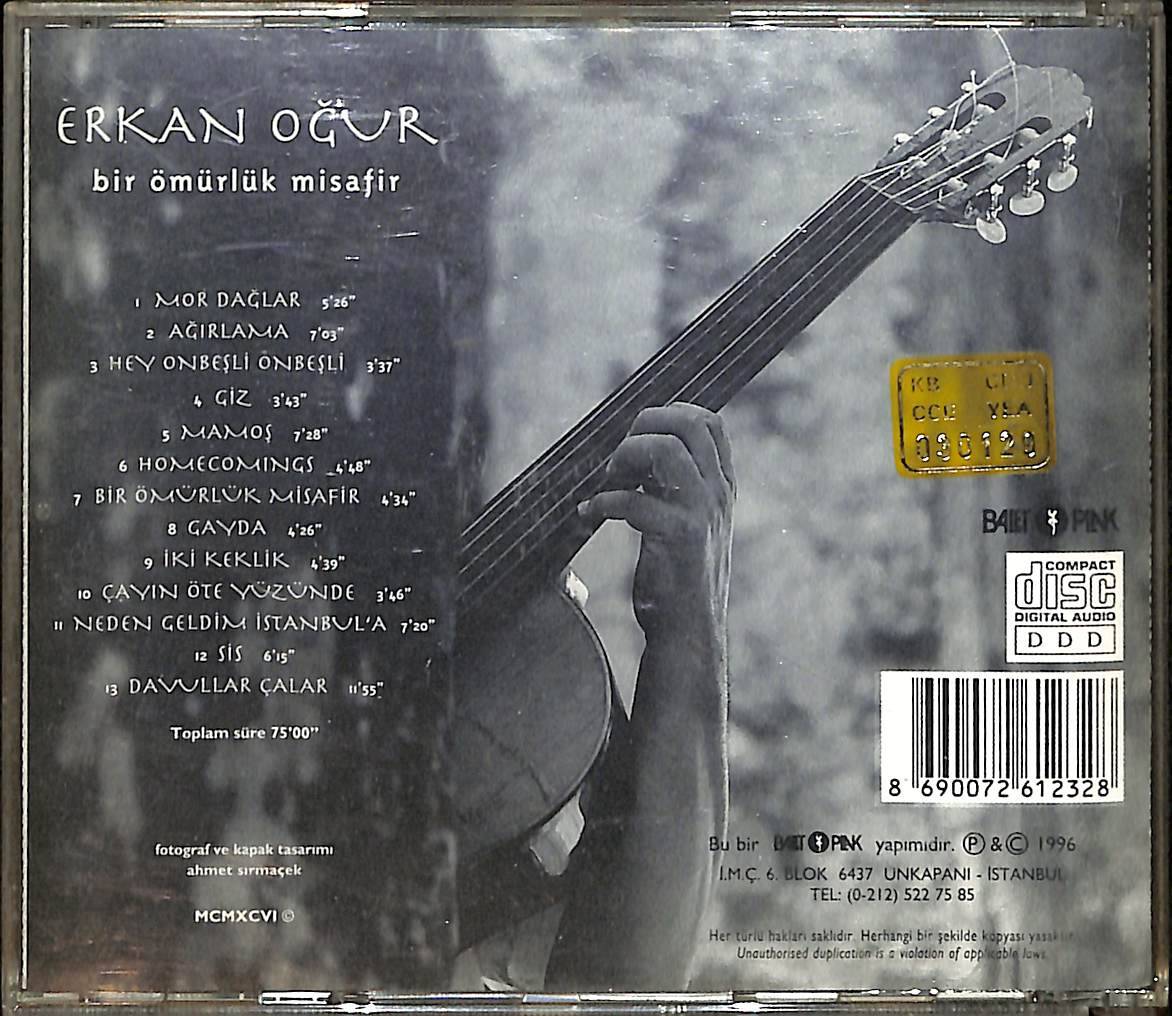 ERKAN OĞUR
bir ömürlük misafir
1 MOR DAĞLAR 5'26"
2 AĞIRLAMA 7'03"
3 HEY ONBEŞLİ ONBEŞLİ 3'37"
4 GİZ 3'43"
5 MAMOŞ 7'28"
6 HOMECOMINGS 4'48"
7 BİR ÖMÜRLÜK MİSAFİR 4'34"
8 GAYDA 4'26"
9 İKİ KEKLİK 4'39"
10 ÇAYIN ÖTE YÜZÜNDE 3'46"
11 NEDEN GELDİM İSTANBUL'A 7'20"
12 SİS 6'15"
13 DAVULLAR ÇALAR 11'55"
Toplam süre 75'00"
fotograf ve kapak tasarımı
ahmet sırmaçek
MCMXCVI ©
KB
030120
BALET PLAK
COMPACT
disc
DIGITAL AUDIO
DDD
8 690072 612328
Bu bir BALET PLAK yapımıdır. Ⓟ & © 1996
İ.M.Ç. 6. BLOK 6437 UNKAPANI - İSTANBUL
TEL: (0-212) 522 75 85
Her türlü hakları saklıdır. Herhangi bir şekilde kopyası yasaktır.
Unauthorised duplication is a violation of applicable laws.